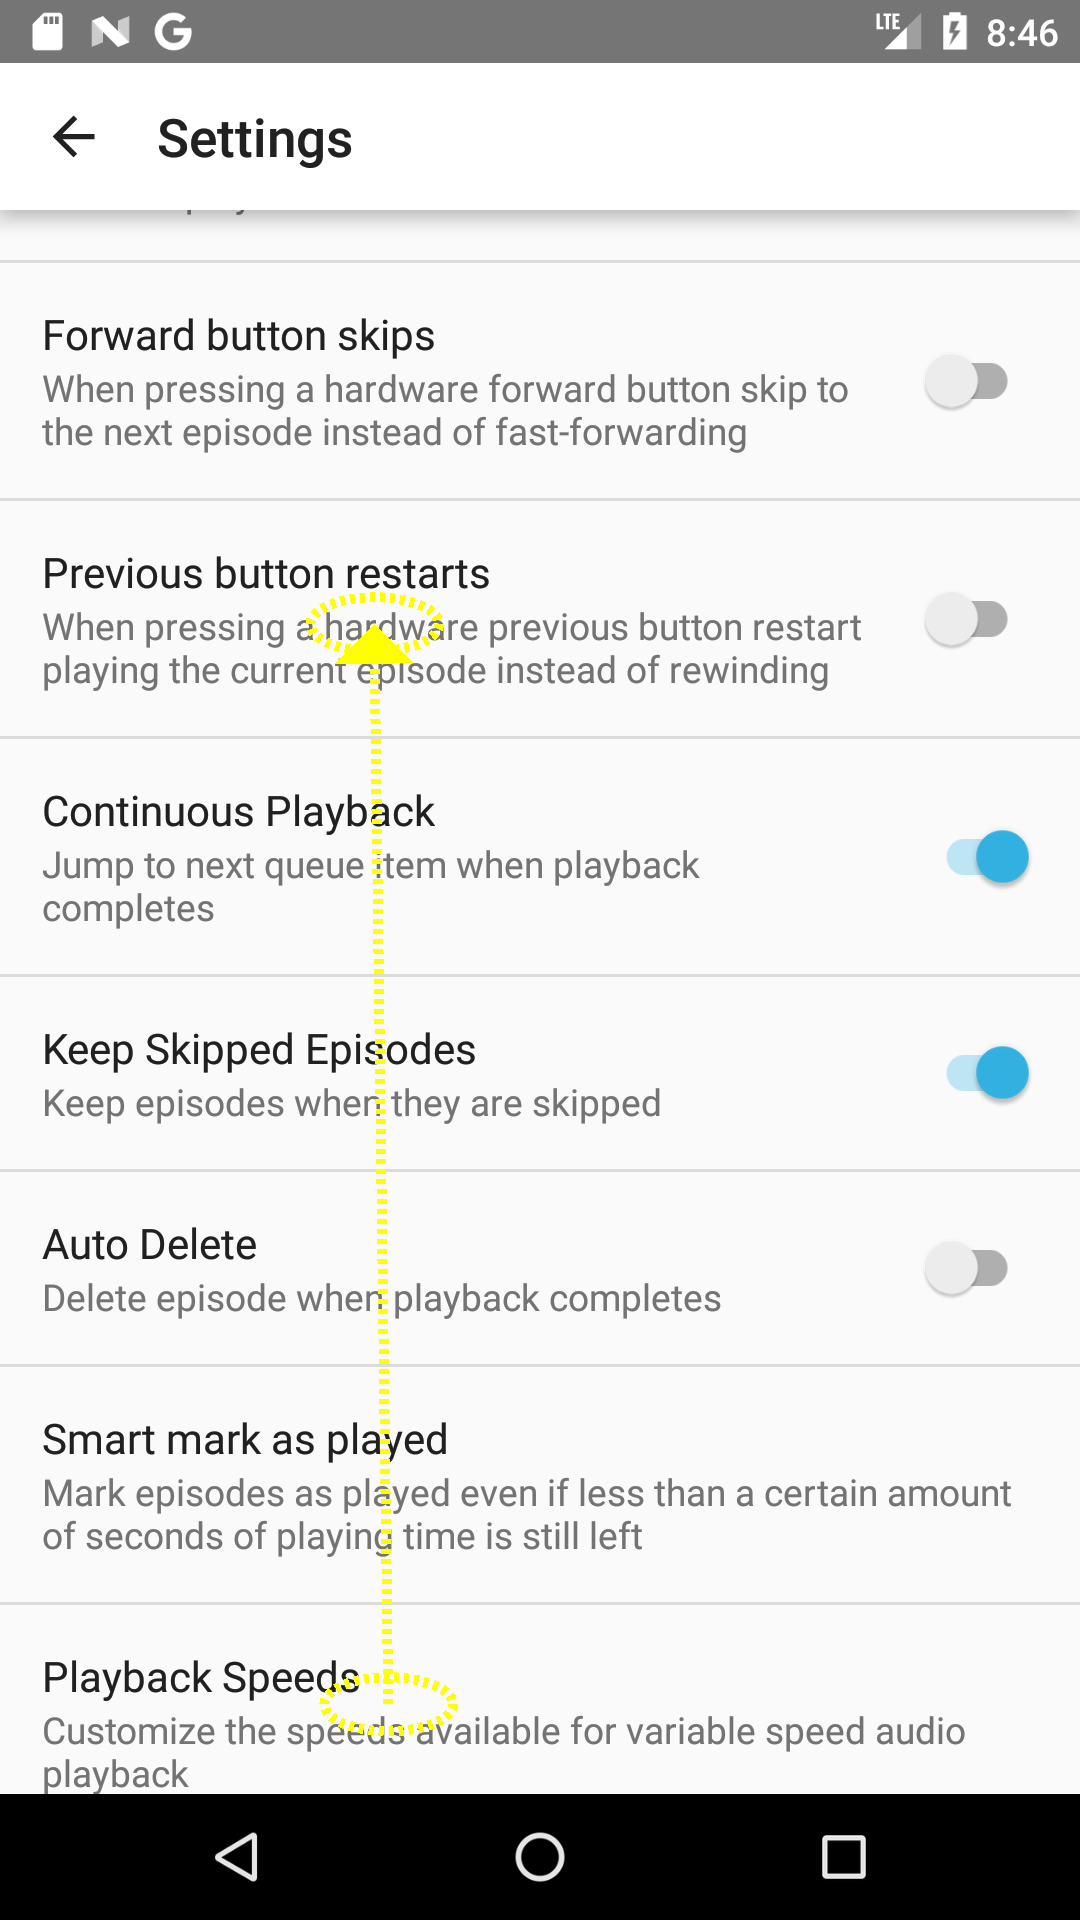 LTE 8:46
Settings
Forward button skips
When pressing a hardware forward button skip to
the next episode instead of fast-forwarding
Previous button restarts
When pressing a hardware previous button restart
playing the current episode instead of rewinding
Continuous Playback
Jump to next queue item when playback
completes
Keep Skipped Episodes
Keep episodes when they are skipped
Auto Delete
Delete episode when playback completes
Smart mark as played
Mark episodes as played even if less than a certain amount
of seconds of playing time is still left
Playback Speeds
Customize the speeds available for variable speed audio
playback